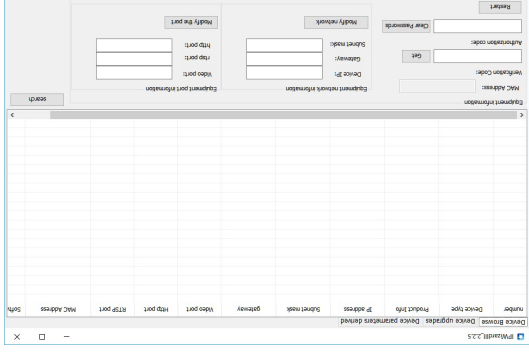 IPWizardIII_2.2.5
Device Browse Device upgrades Device parameters derived
number Device type Product Info IP address Subnet mask gateway Video port Http port RTSP port MAC Address Softv
search
Equipment information
MAC Address:
Verification Code:
Get
Authorization code:
Clear Passwords
Restart
Equipment network information
Device IP:
Gateway:
Subnet mask:
Modify network
Equipment port information
Video port:
rtsp port:
http port:
Modify the port